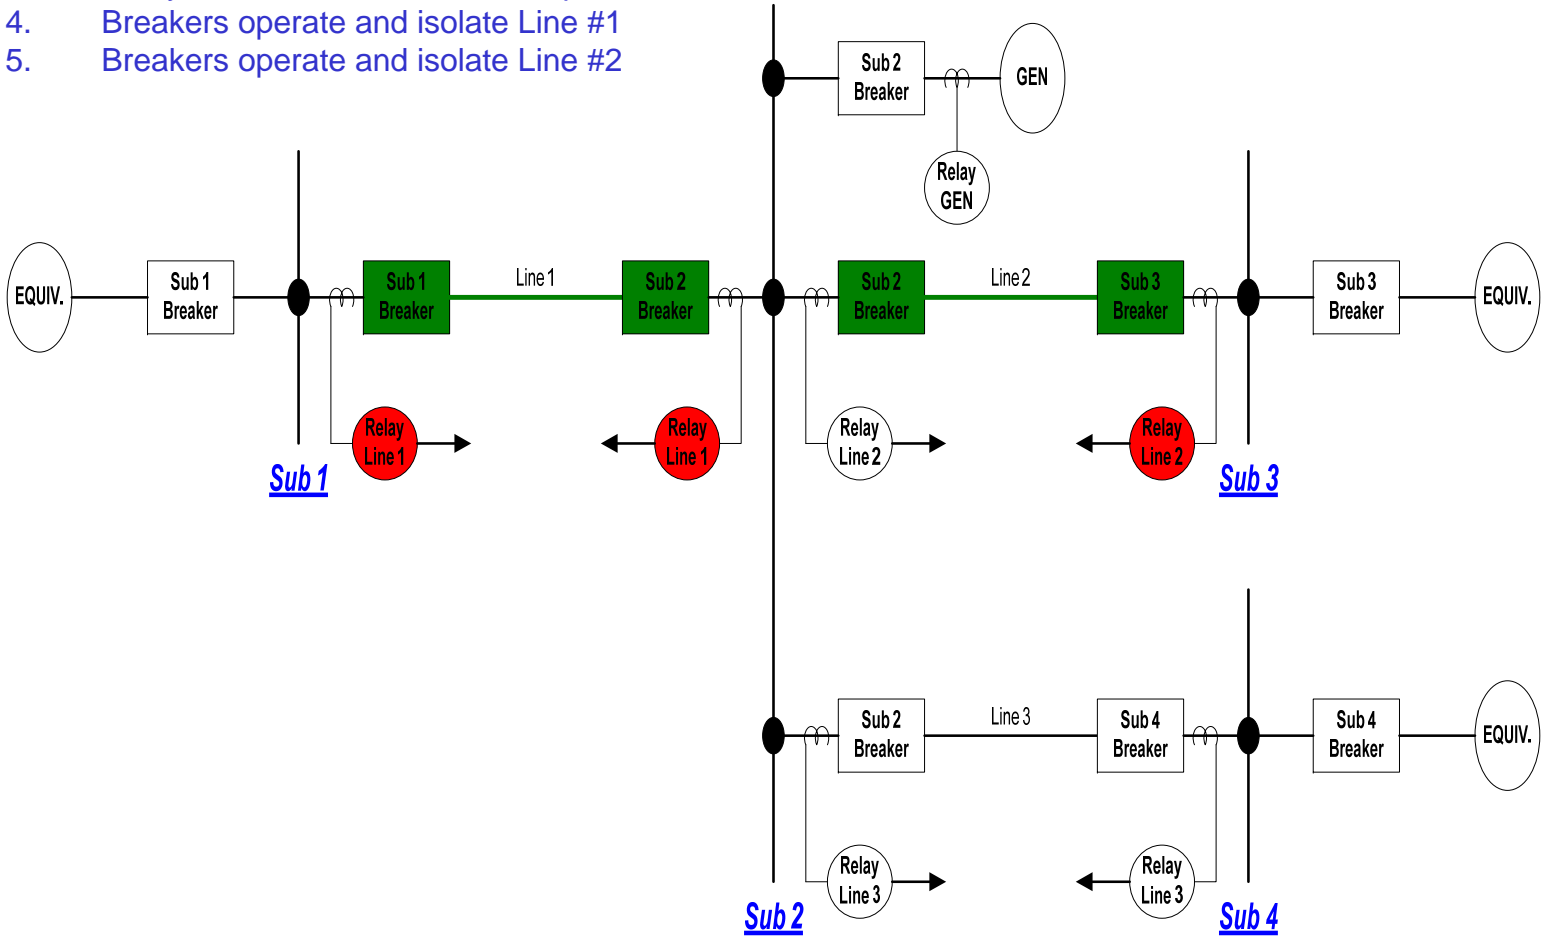 4. Breakers operate and isolate Line #1
5. Breakers operate and isolate Line #2
Sub 2
Breaker
GEN
Relay
GEN
EQUIV.
Sub 1
Breaker
Sub 1
Breaker
Line 1
Sub 2
Breaker
Sub 2
Breaker
Line 2
Sub 3
Breaker
Sub 3
Breaker
EQUIV.
Relay
Line 1
Relay
Line 1
Relay
Line 2
Relay
Line 2
Sub 1
Sub 3
Sub 2
Breaker
Line 3
Sub 4
Breaker
Sub 4
Breaker
EQUIV.
Relay
Line 3
Relay
Line 3
Sub 2
Sub 4